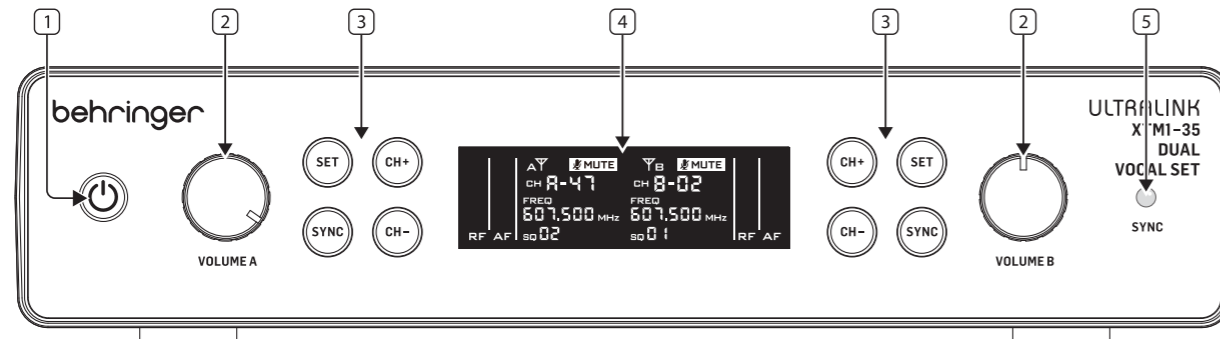 1 2 3 4 3 2 5
behringer
ULTRALINK
XTM1-35
DUAL
VOCAL SET
SET CH+
SYNC CH-
VOLUME A
A MUTE B MUTE
CH A-47 CH B-02
FREQ FREQ
607.500 MHz 607.500 MHz
RF AF SQ 02 SQ 01 RF AF
CH+ SET
CH- SYNC
VOLUME B
SYNC